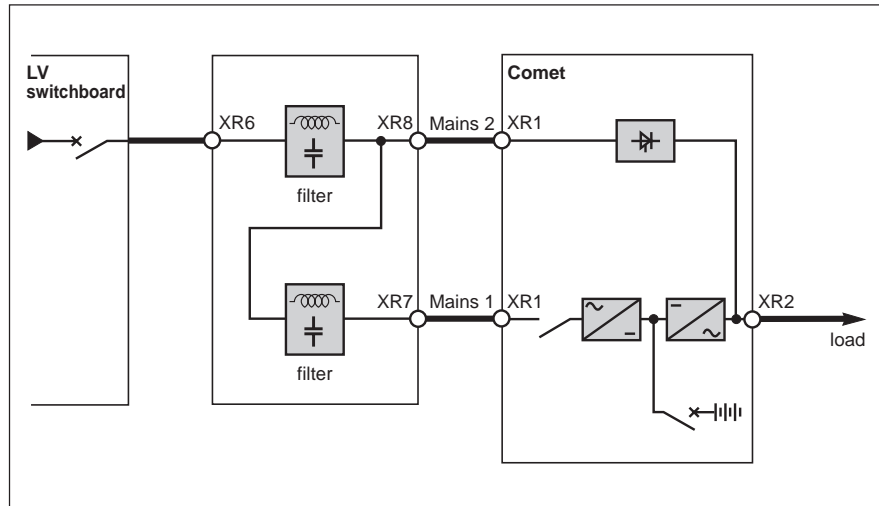 LV
switchboard
Comet
XR6
XR8
Mains 2
XR1
filter
XR7
Mains 1
XR1
XR2
filter
load